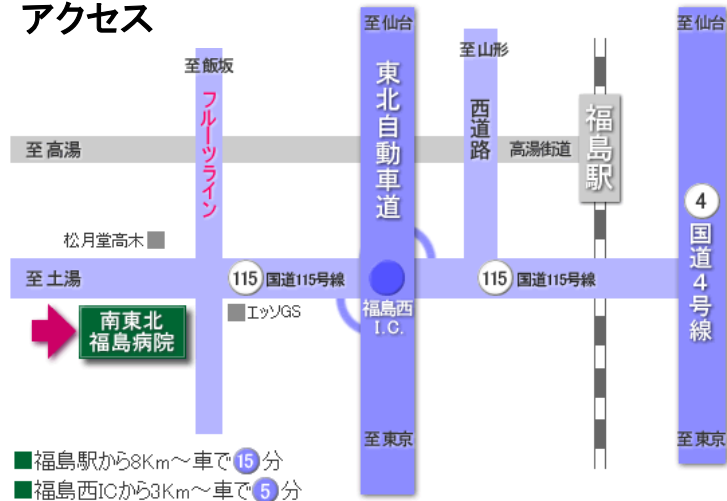 アクセス
至仙台
至仙台
至山形
至飯坂
フルーツライン
東北自動車道
西道路
福島駅
至高湯
高湯街道
4
国道4号線
松月堂高木
至土湯
115 国道115号線
115 国道115号線
福島西
I.C.
エッソGS
南東北
福島病院
至東京
至東京
■福島駅から8Km～車で15分
■福島西ICから3Km～車で5分